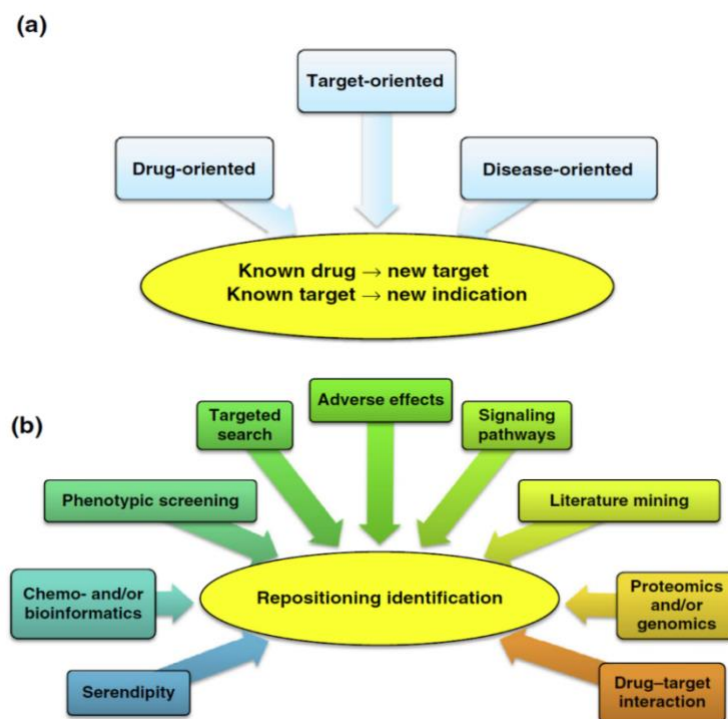 (a)
Target-oriented
Drug-oriented
Disease-oriented
Known drug → new target
Known target → new indication
(b)
Adverse effects
Targeted
search
Signaling
pathways
Phenotypic screening
Literature mining
Chemo- and/or
bioinformatics
Repositioning identification
Proteomics
and/or
genomics
Serendipity
Drug–target
interaction